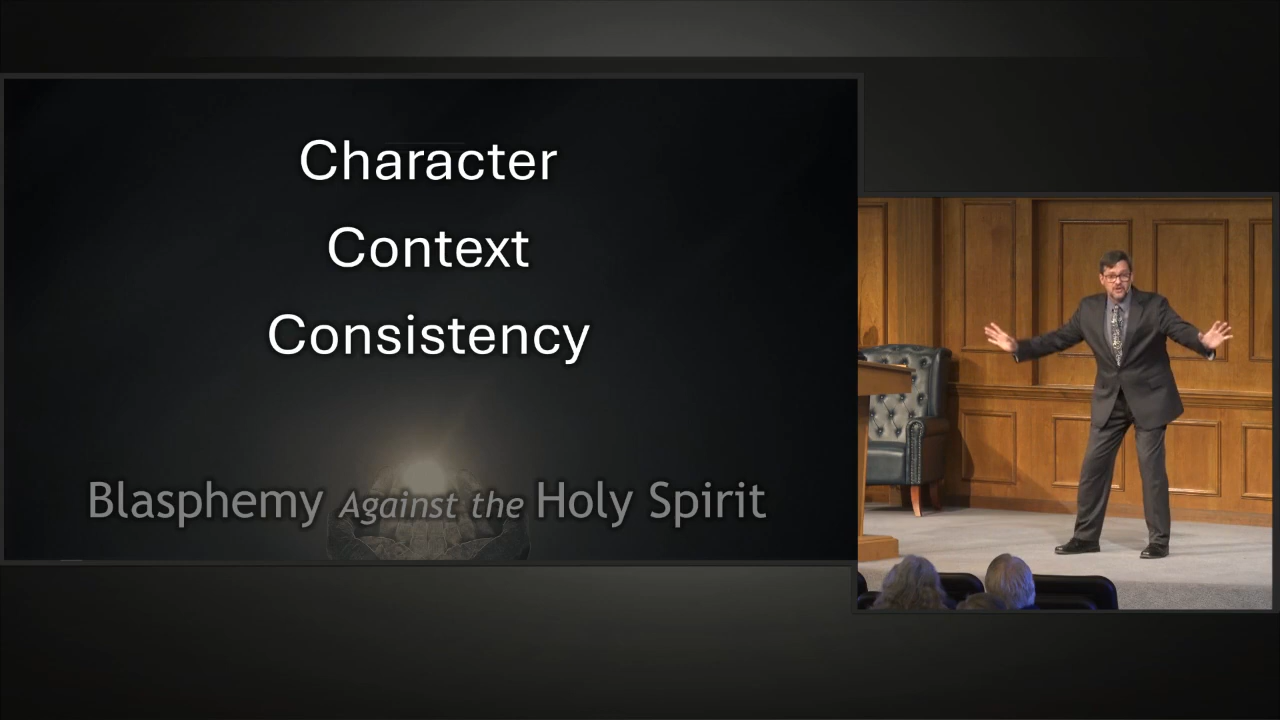 Character
Context
Consistency
Blasphemy Against the Holy Spirit